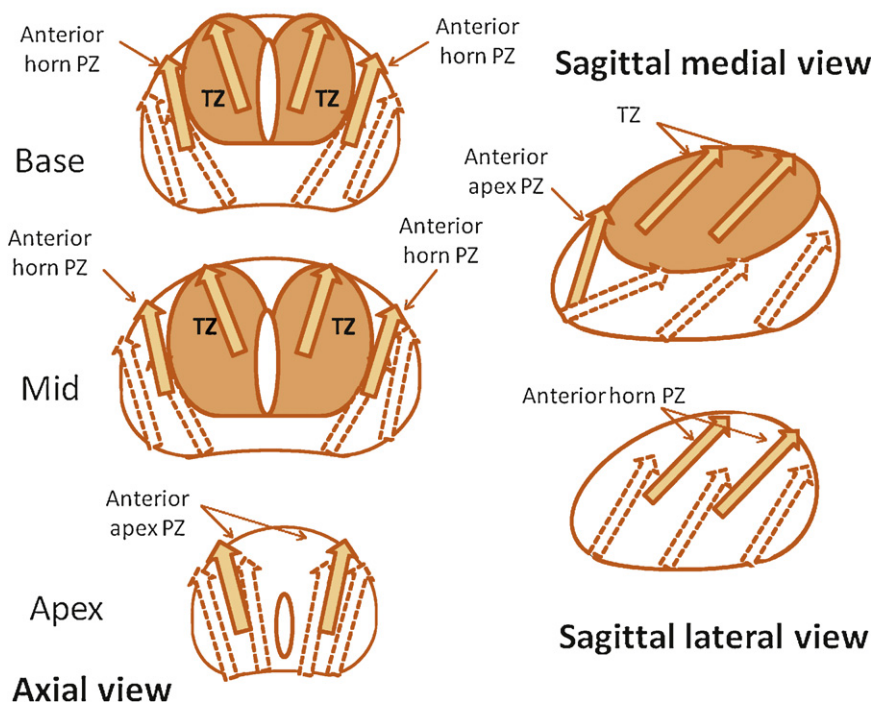 Anterior
horn PZ
Anterior
horn PZ
TZ
TZ
Base
Anterior
horn PZ
Anterior
horn PZ
TZ
TZ
Mid
Anterior
apex PZ
Apex
Axial view
Sagittal medial view
TZ
Anterior
apex PZ
Anterior horn PZ
Sagittal lateral view